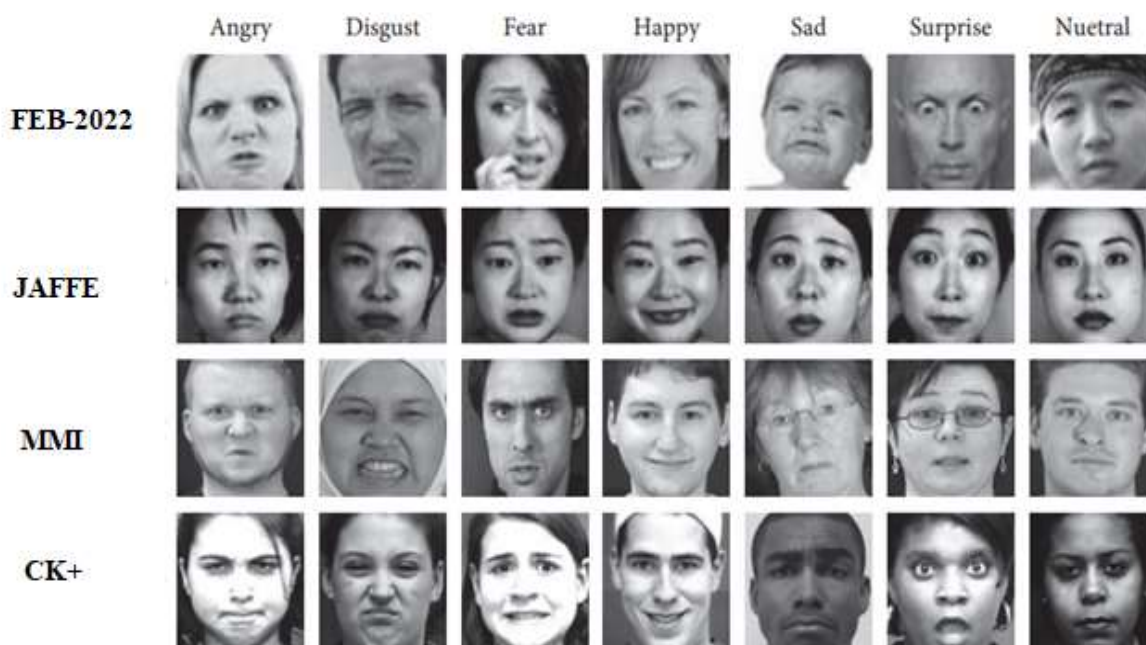 Angry Disgust Fear Happy Sad Surprise Nuetral
FEB-2022
JAFFE
MMI
CK+